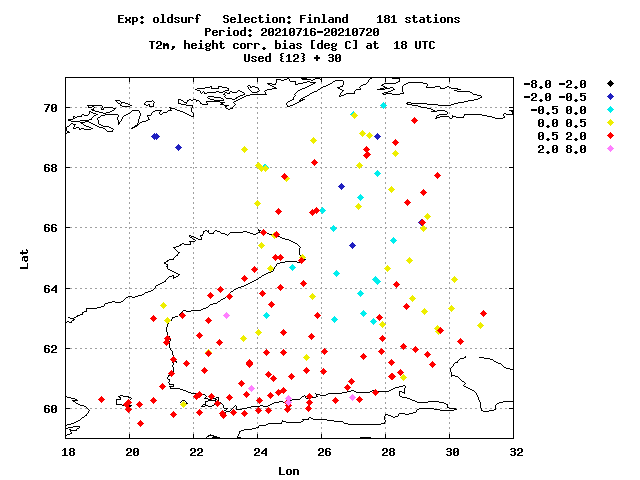 Exp: oldsurf   Selection: Finland    181 stations
Period: 20210716-20210720
T2m, height corr. bias [deg C] at  18 UTC
Used {12} + 30
-8.0 -2.0
-2.0 -0.5
-0.5 0.0
0.0 0.5
0.5 2.0
2.0 8.0
70
68
66
64
62
60
Lat
18 20 22 24 26 28 30 32
Lon